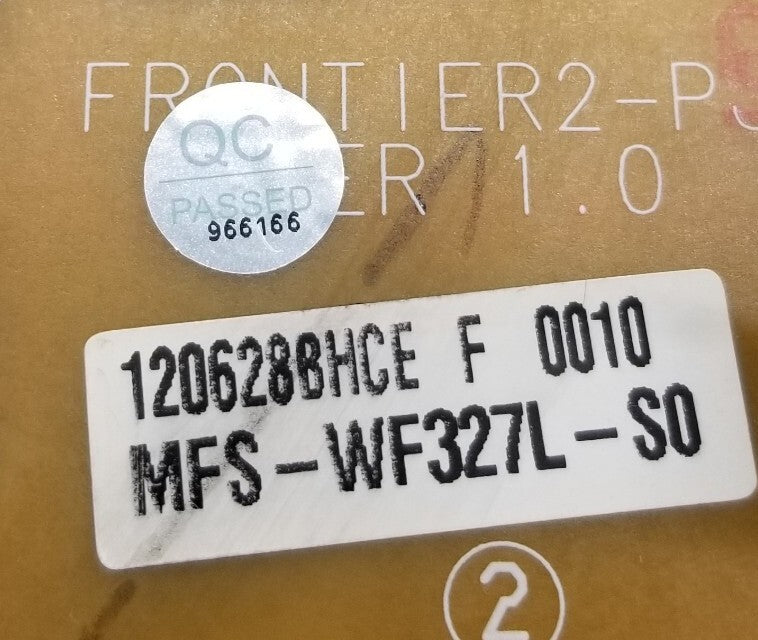 FRONTIER2-P
ER 1.0
QC
PASSED
966166
120628BHCE F 0010
MFS-WF327L-S0
2